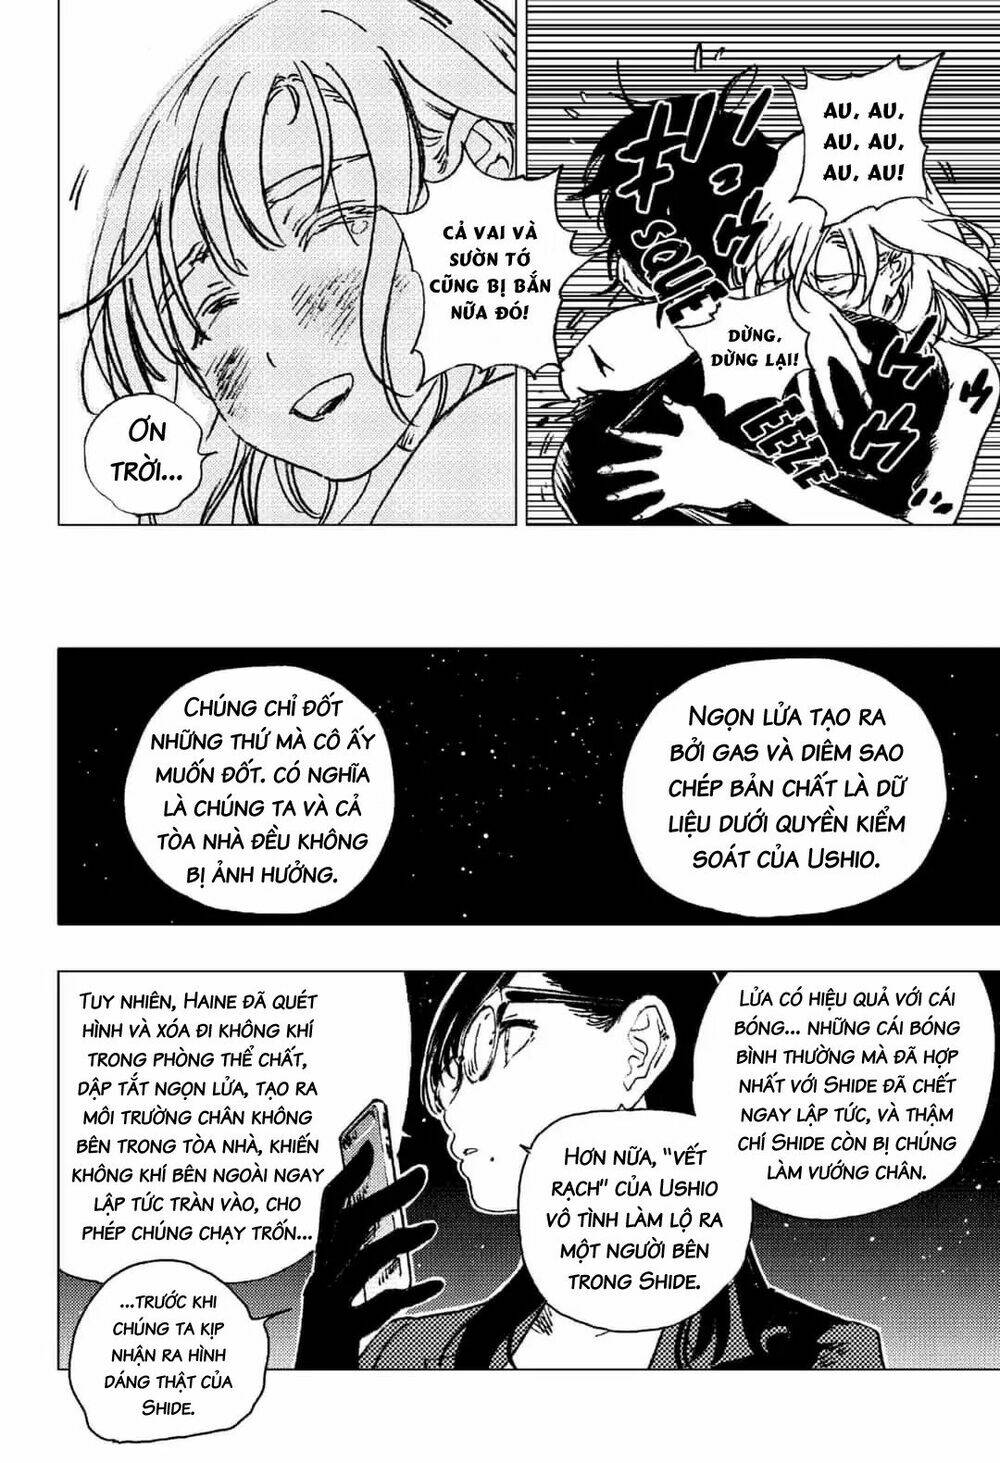 AU, AU,
AU, AU,
AU, AU!
SQUE
DỪNG,
DỪNG LẠI!
EEEZE
CẢ VAI VÀ
SƯỜN TỚ
CŨNG BỊ BẮN
NỮA ĐÓ!
ƠN
TRỜI...
NGỌN LỬA TẠO RA
BỞI GAS VÀ DIÊM SAO
CHÉP BẢN CHẤT LÀ DỮ
LIỆU DƯỚI QUYỀN KIỂM
SOÁT CỦA USHIO.
CHÚNG CHỈ ĐỐT
NHỮNG THỨ MÀ CÔ ẤY
MUỐN ĐỐT. CÓ NGHĨA
LÀ CHÚNG TA VÀ CẢ
TÒA NHÀ ĐỀU KHÔNG
BỊ ẢNH HƯỞNG.
LỬA CÓ HIỆU QUẢ VỚI CÁI
BÓNG... NHỮNG CÁI BÓNG
BÌNH THƯỜNG MÀ ĐÃ HỢP
NHẤT VỚI SHIDE ĐÃ CHẾT
NGAY LẬP TỨC, VÀ THẬM
CHÍ SHIDE CÒN BỊ CHÚNG
LÀM VƯỚNG CHÂN.
HƠN NỮA, "VẾT
RẠCH" CỦA USHIO
VÔ TÌNH LÀM LỘ RA
MỘT NGƯỜI BÊN
TRONG SHIDE.
TUY NHIÊN, HAINE ĐÃ QUÉT
HÌNH VÀ XÓA ĐI KHÔNG KHÍ
TRONG PHÒNG THỂ CHẤT,
DẬP TẮT NGỌN LỬA, TẠO RA
MÔI TRƯỜNG CHÂN KHÔNG
BÊN TRONG TÒA NHÀ, KHIẾN
KHÔNG KHÍ BÊN NGOÀI NGAY
LẬP TỨC TRÀN VÀO, CHO
PHÉP CHÚNG CHẠY TRỐN...
...TRƯỚC KHI
CHÚNG TA KỊP
NHẬN RA HÌNH
DÁNG THẬT CỦA
SHIDE.